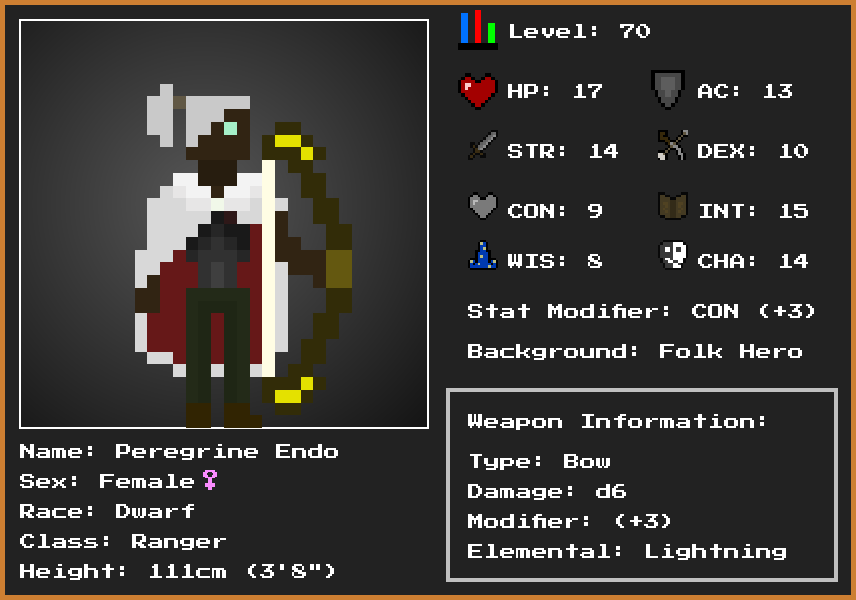 Level: 70
HP: 17 AC: 13
STR: 14 DEX: 10
CON: 9 INT: 15
WIS: 8 CHA: 14
Stat Modifier: CON (+3)
Background: Folk Hero
Weapon Information:
Type: Bow
Damage: d6
Modifier: (+3)
Elemental: Lightning
Name: Peregrine Endo
Sex: Female♀
Race: Dwarf
Class: Ranger
Height: 111cm (3'8")